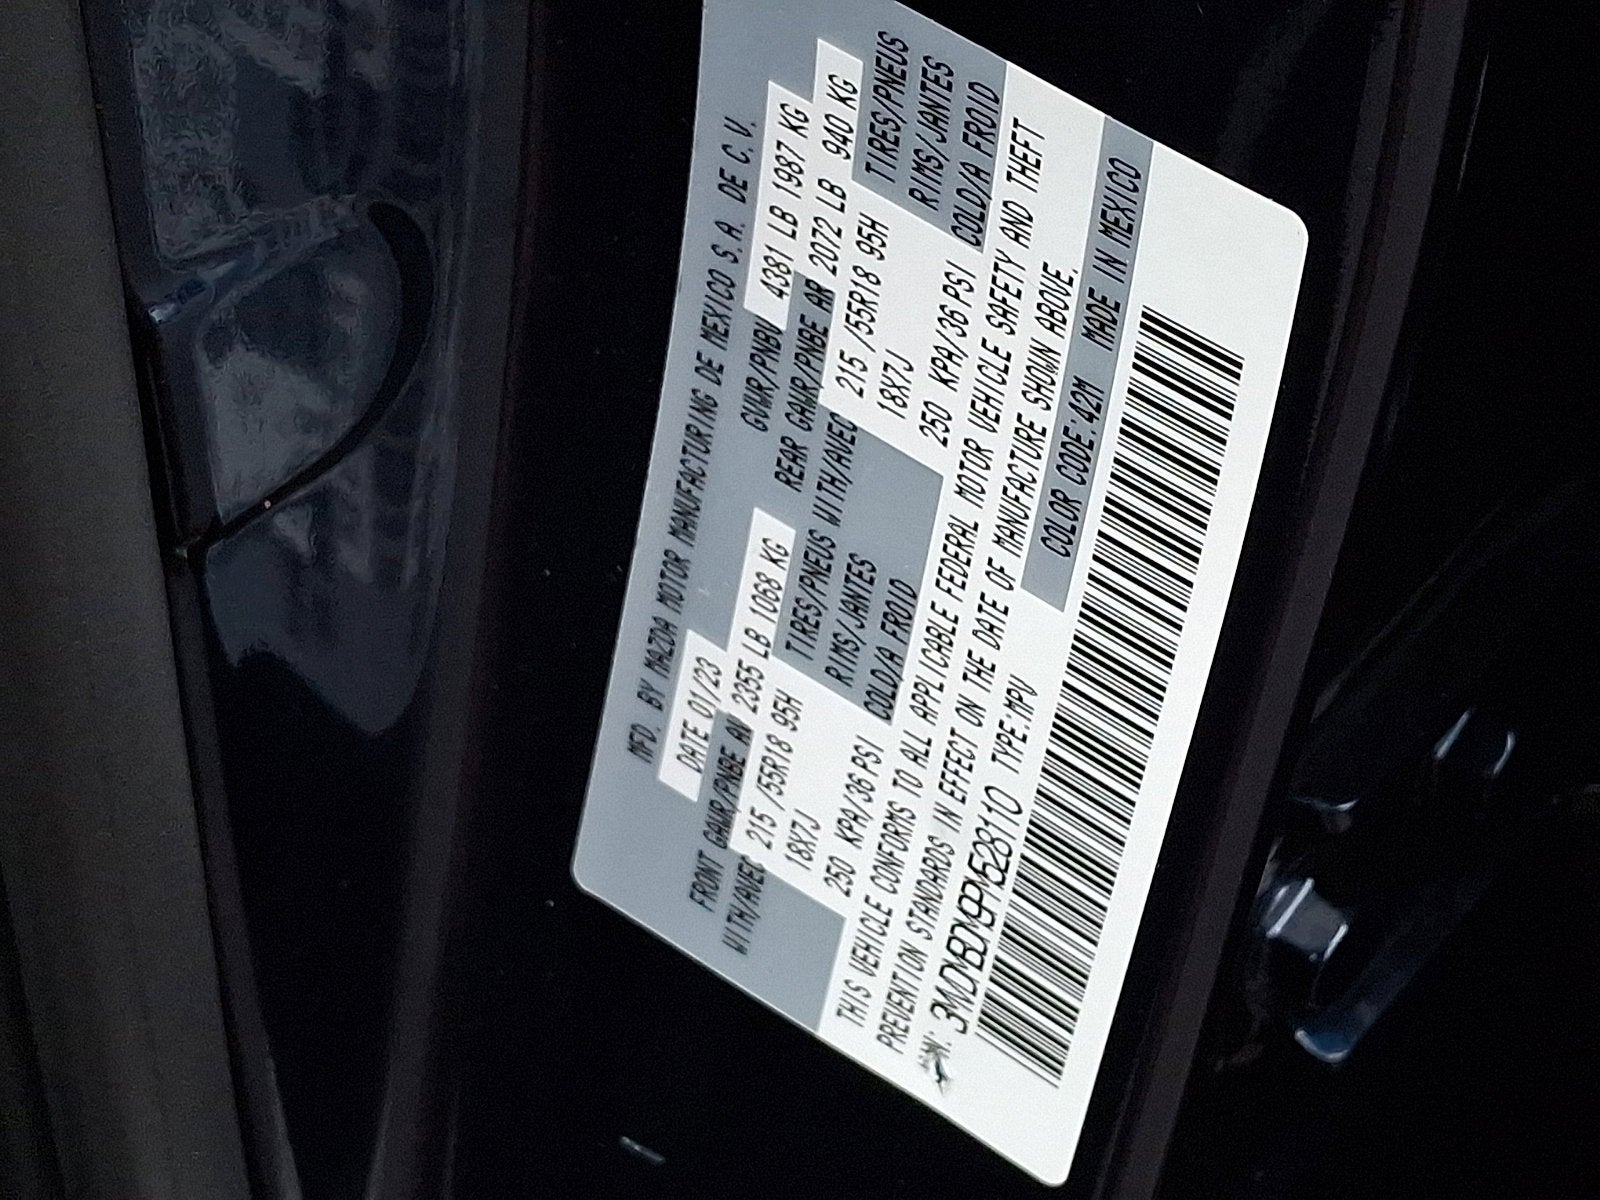 MFD. BY MAZDA MOTOR MANUFACTURING DE MEXICO S.A. DE C.V.
DATE 01/23 GVWR/PNBV 4381 LB 1987 KG
FRONT GAWR/PNBE AV 2355 LB 1068 KG REAR GAWR/PNBE AR 2072 LB 940 KG
WITH/AVEC 215 /55R18 95H TIRES/PNEUS WITH/AVEC 215 /55R18 95H TIRES/PNEUS
18X7J RIMS/JANTES 18X7J RIMS/JANTES
250 KPA/36 PSI COLD/A FROID 250 KPA/36 PSI COLD/A FROID
THIS VEHICLE CONFORMS TO ALL APPLICABLE FEDERAL MOTOR VEHICLE SAFETY AND THEFT
PREVENTION STANDARDS IN EFFECT ON THE DATE OF MANUFACTURE SHOWN ABOVE.
3MVDMBDM9PM528110 TYPE:MPV COLOR CODE:42M MADE IN MEXICO